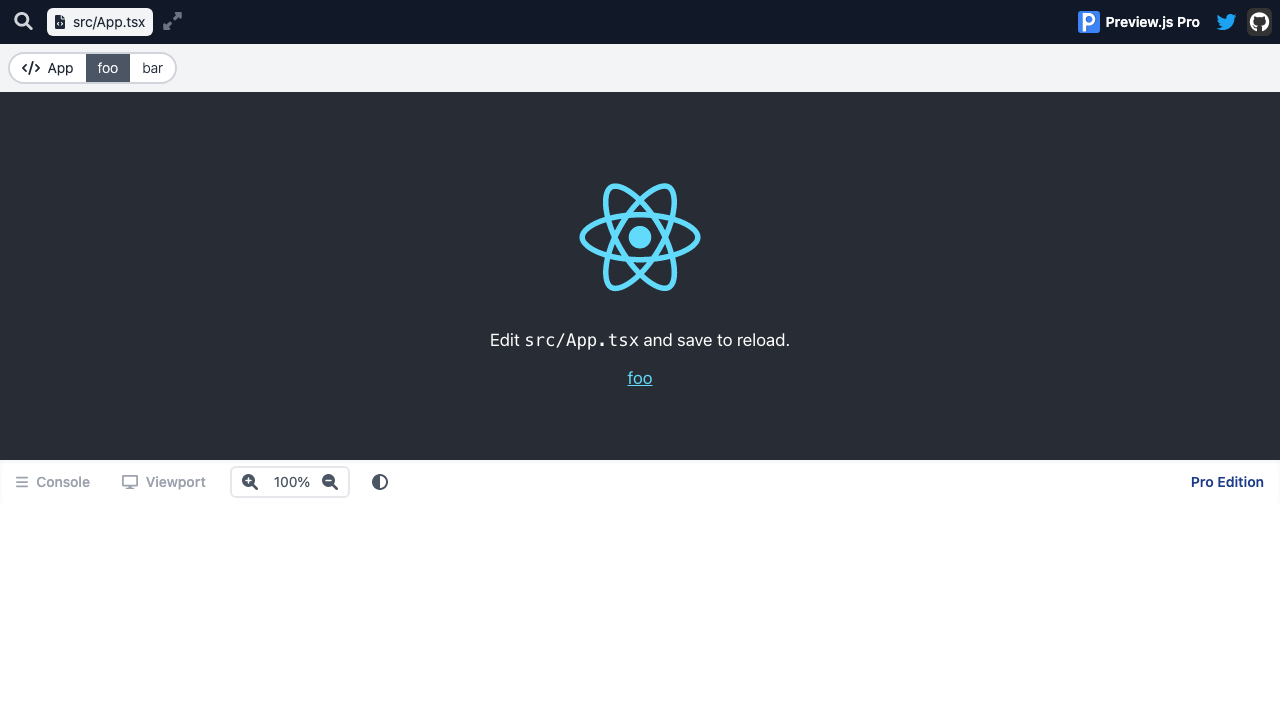 src/App.tsx Preview.js Pro
App foo bar
Edit src/App.tsx and save to reload.
foo
Console Viewport 100% Pro Edition